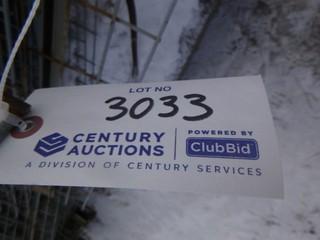 LOT NO
3033
CENTURY AUCTIONS
POWERED BY
ClubBid
A DIVISION OF CENTURY SERVICES